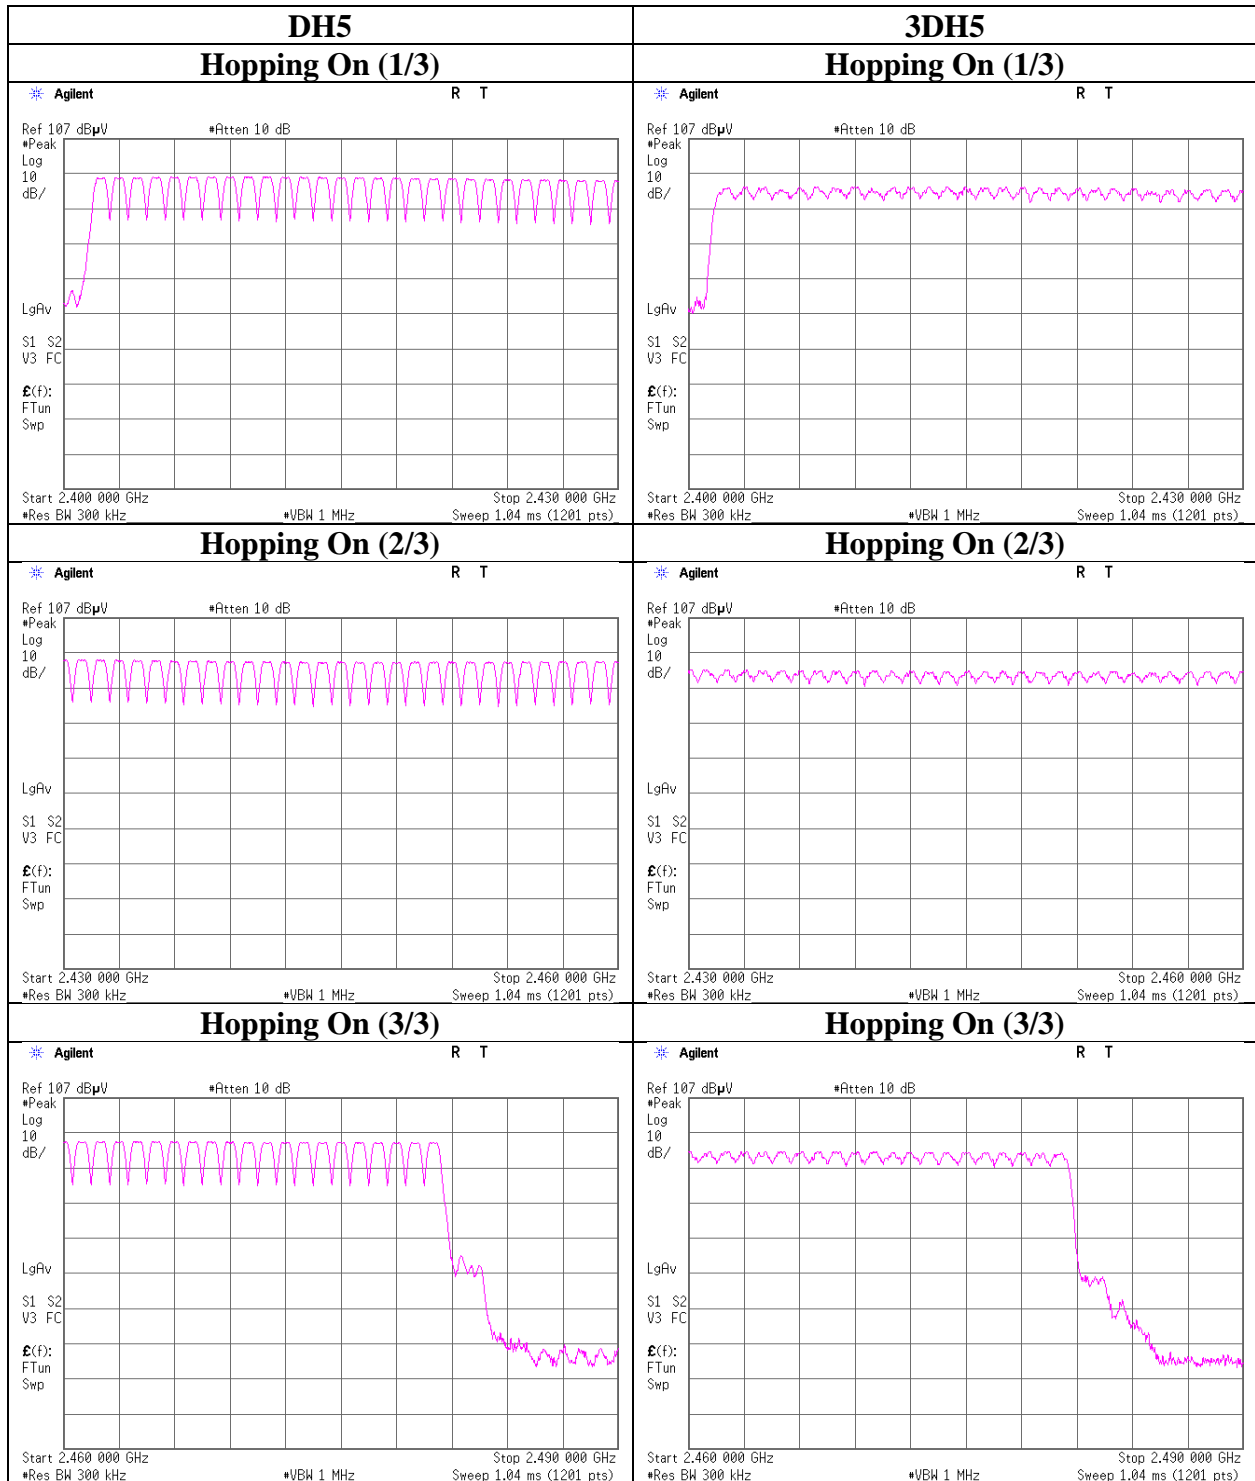 DH5 3DH5
Hopping On (1/3) Hopping On (1/3)
Agilent R T
Ref 107 dBµV #Atten 10 dB
#Peak
Log
10
dB/
LgAv
S1 S2
V3 FC
£(f):
FTun
Swp
Start 2.400 000 GHz Stop 2.430 000 GHz
#Res BW 300 kHz #VBW 1 MHz Sweep 1.04 ms (1201 pts)
Agilent R T
Ref 107 dBµV #Atten 10 dB
#Peak
Log
10
dB/
LgAv
S1 S2
V3 FC
£(f):
FTun
Swp
Start 2.400 000 GHz Stop 2.430 000 GHz
#Res BW 300 kHz #VBW 1 MHz Sweep 1.04 ms (1201 pts)
Hopping On (2/3) Hopping On (2/3)
Agilent R T
Ref 107 dBµV #Atten 10 dB
#Peak
Log
10
dB/
LgAv
S1 S2
V3 FC
£(f):
FTun
Swp
Start 2.430 000 GHz Stop 2.460 000 GHz
#Res BW 300 kHz #VBW 1 MHz Sweep 1.04 ms (1201 pts)
Agilent R T
Ref 107 dBµV #Atten 10 dB
#Peak
Log
10
dB/
LgAv
S1 S2
V3 FC
£(f):
FTun
Swp
Start 2.430 000 GHz Stop 2.460 000 GHz
#Res BW 300 kHz #VBW 1 MHz Sweep 1.04 ms (1201 pts)
Hopping On (3/3) Hopping On (3/3)
Agilent R T
Ref 107 dBµV #Atten 10 dB
#Peak
Log
10
dB/
LgAv
S1 S2
V3 FC
£(f):
FTun
Swp
Start 2.460 000 GHz Stop 2.490 000 GHz
#Res BW 300 kHz #VBW 1 MHz Sweep 1.04 ms (1201 pts)
Agilent R T
Ref 107 dBµV #Atten 10 dB
#Peak
Log
10
dB/
LgAv
S1 S2
V3 FC
£(f):
FTun
Swp
Start 2.460 000 GHz Stop 2.490 000 GHz
#Res BW 300 kHz #VBW 1 MHz Sweep 1.04 ms (1201 pts)